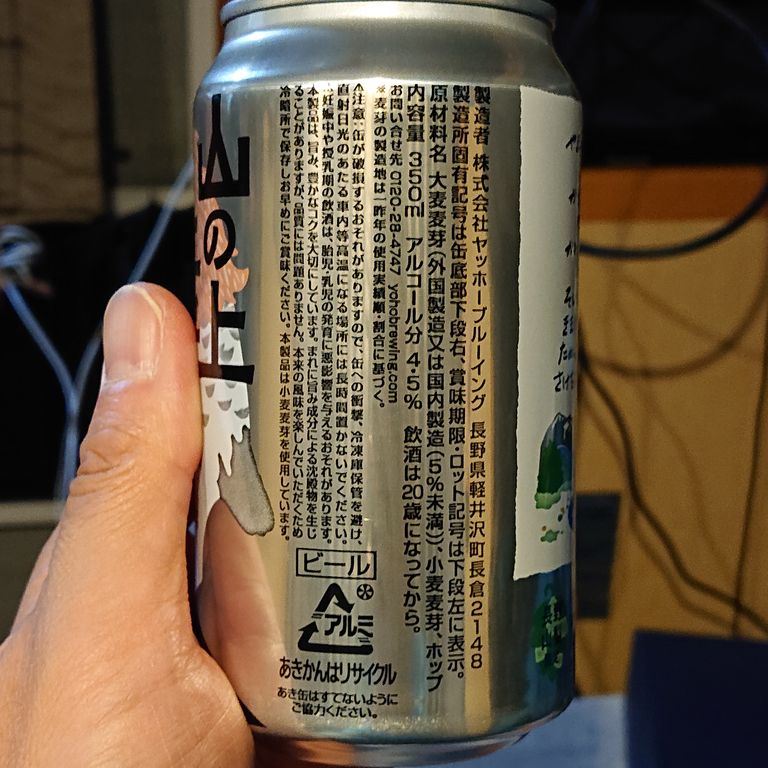 製造者 株式会社ヤッホーブルーイング 長野県軽井沢町長倉2148
製造所固有記号は缶底部下段右、賞味期限・ロット記号は下段左に表示。
原材料名 大麦麦芽(外国製造又は国内製造(5%未満))、小麦麦芽、ホップ
内容量 350ml アルコール分 4.5% 飲酒は20歳になってから。
お問い合せ先 0120-28-4747 yohobrewing.com
※麦芽の製造地は一昨年の使用実績順・割合に基づく。
⚠注意:缶が破損するおそれがありますので、缶への衝撃、冷凍庫保管を避け、
直射日光のあたる車内等高温になる場所には長時間置かないでください。
⚠妊娠中や授乳期の飲酒は、胎児・乳児の発育に悪影響を与えるおそれがあります。
本製品は、旨み、豊かなコクを大切にしています。まれに旨み成分による沈殿物を生じ
ることがありますが、品質には問題ありません。本来の風味を楽しんでいただくため
冷暗所で保存しお早めにご賞味ください。本製品は小麦麦芽を使用しています。
ビール
アルミ
あきかんはリサイクル
あき缶はすてないように
ご協力ください。
山の上